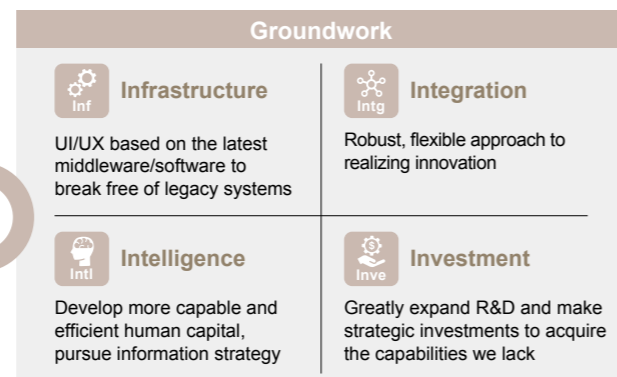 Groundwork
Inf
Infrastructure
UI/UX based on the latest
middleware/software to
break free of legacy systems
Intg
Integration
Robust, flexible approach to
realizing innovation
Intl
Intelligence
Develop more capable and
efficient human capital,
pursue information strategy
$
Inve
Investment
Greatly expand R&D and make
strategic investments to acquire
the capabilities we lack